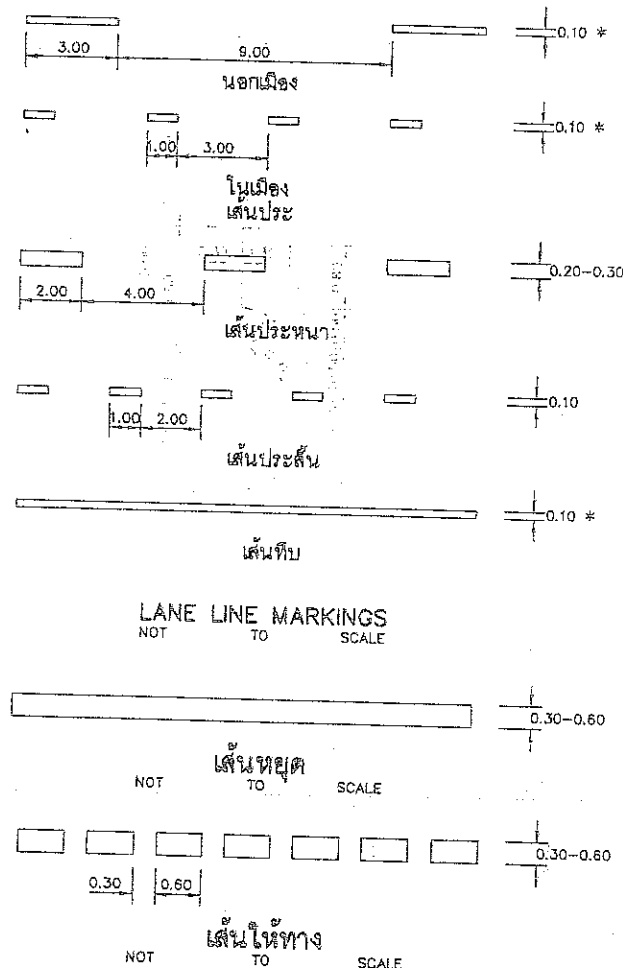 0.10 *
3.00 9.00
นอกเมือง
0.10 *
1.00 3.00
ในเมือง
เส้นประ
0.20-0.30
2.00 4.00
เส้นประหนา
0.10
1.00 2.00
เส้นประสั้น
0.10 *
เส้นทึบ
LANE LINE MARKINGS
NOT TO SCALE
0.30-0.60
เส้นหยุด
NOT TO SCALE
0.30-0.60
0.30 0.60
เส้นให้ทาง
NOT TO SCALE